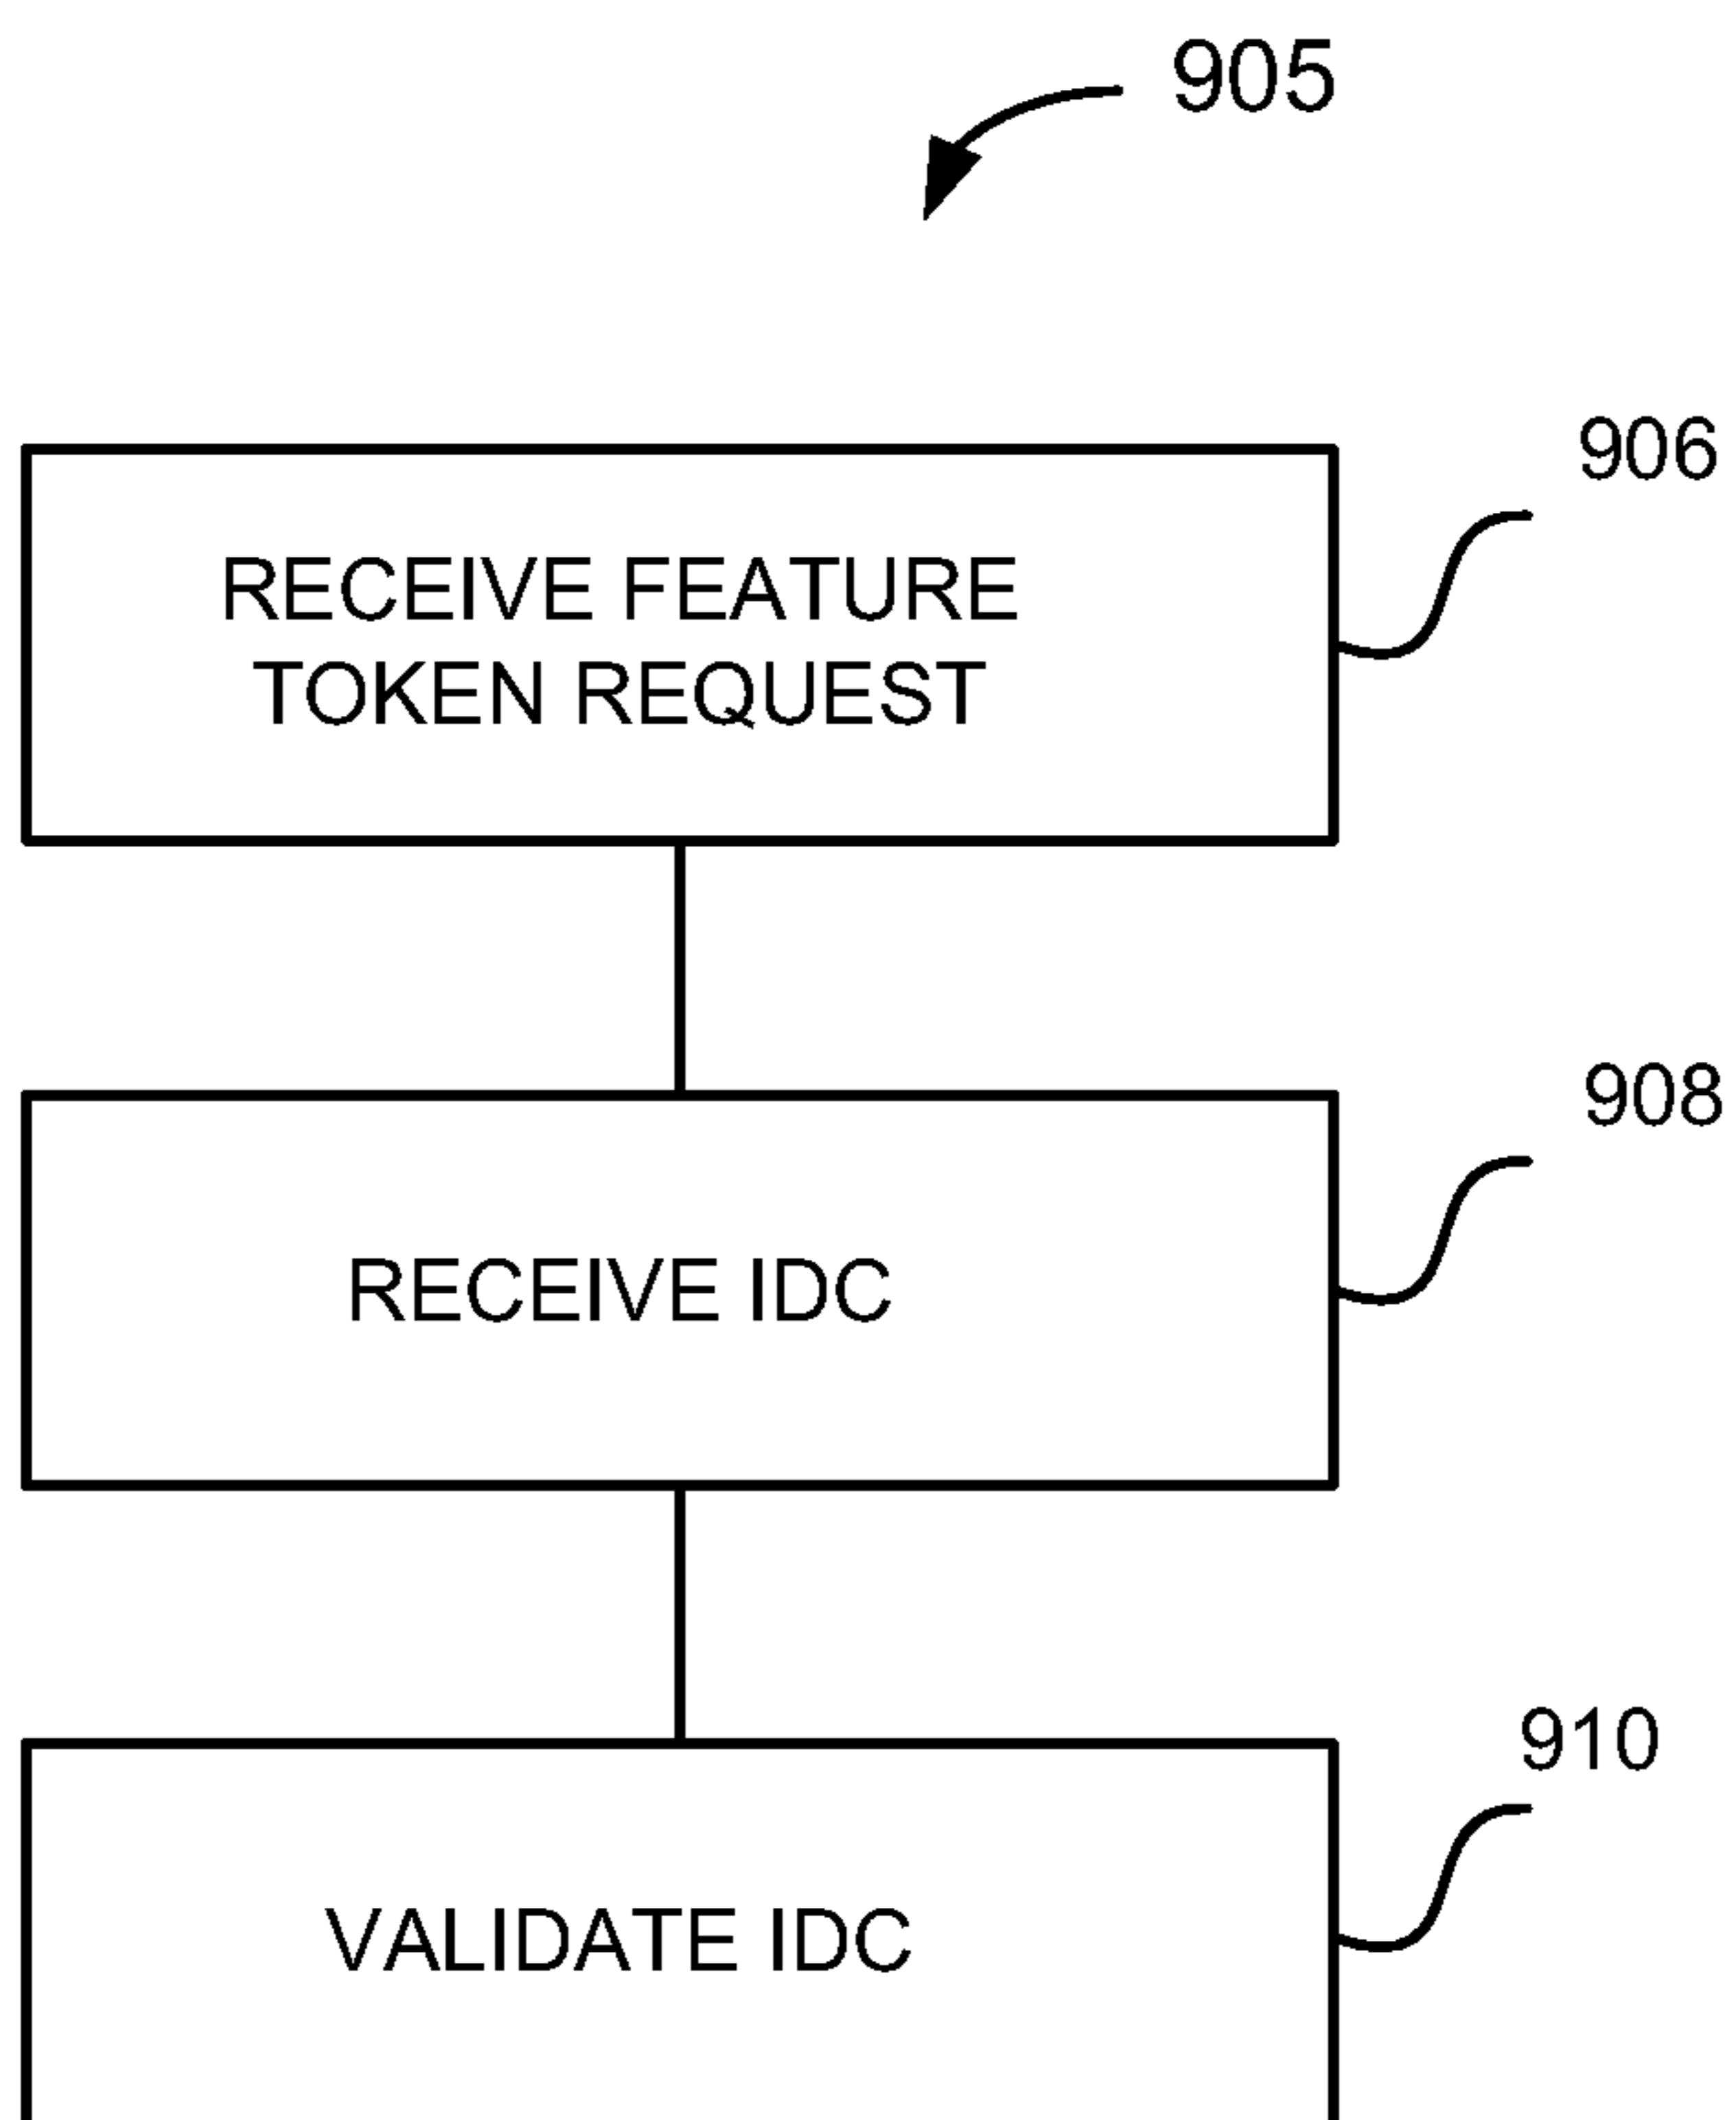 905
906
RECEIVE FEATURE
TOKEN REQUEST
908
RECEIVE IDC
910
VALIDATE IDC